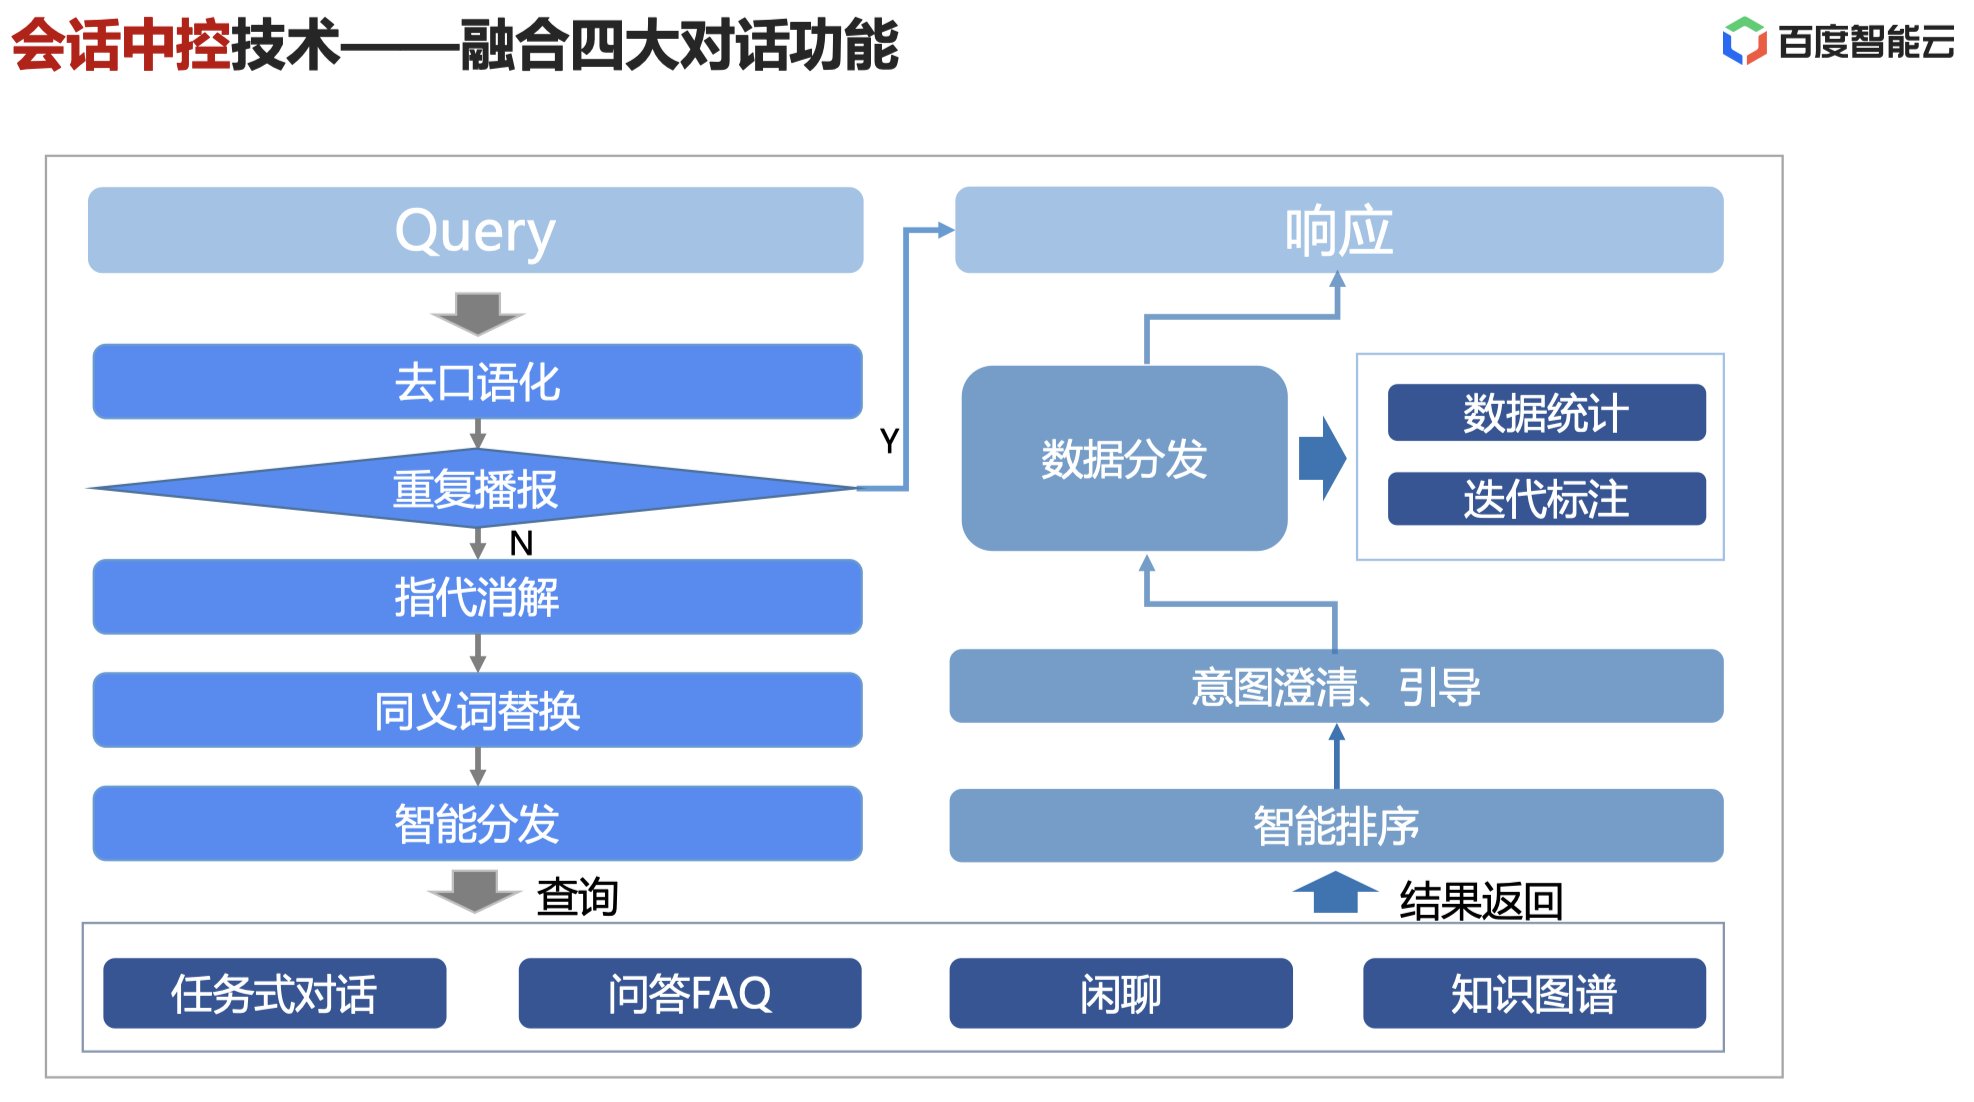 会话中控技术——融合四大对话功能
百度智能云
Query
去口语化
重复播报
Y
N
指代消解
同义词替换
智能分发
查询
响应
数据分发
数据统计
迭代标注
意图澄清、引导
智能排序
结果返回
任务式对话
问答FAQ
闲聊
知识图谱